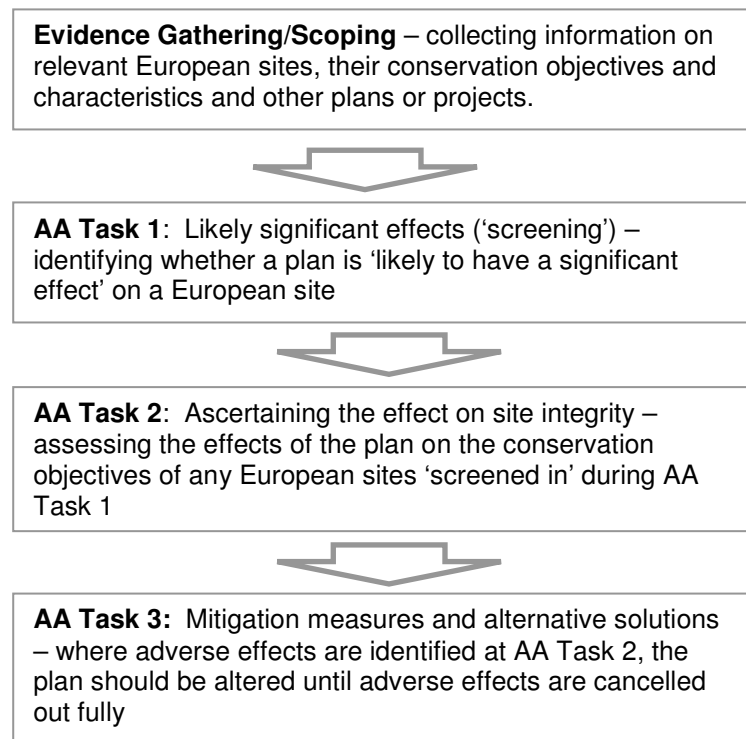 Evidence Gathering/Scoping – collecting information on
relevant European sites, their conservation objectives and
characteristics and other plans or projects.
AA Task 1:  Likely significant effects (‘screening’) –
identifying whether a plan is ‘likely to have a significant
effect’ on a European site
AA Task 2:  Ascertaining the effect on site integrity –
assessing the effects of the plan on the conservation
objectives of any European sites ‘screened in’ during AA
Task 1
AA Task 3:  Mitigation measures and alternative solutions
– where adverse effects are identified at AA Task 2, the
plan should be altered until adverse effects are cancelled
out fully